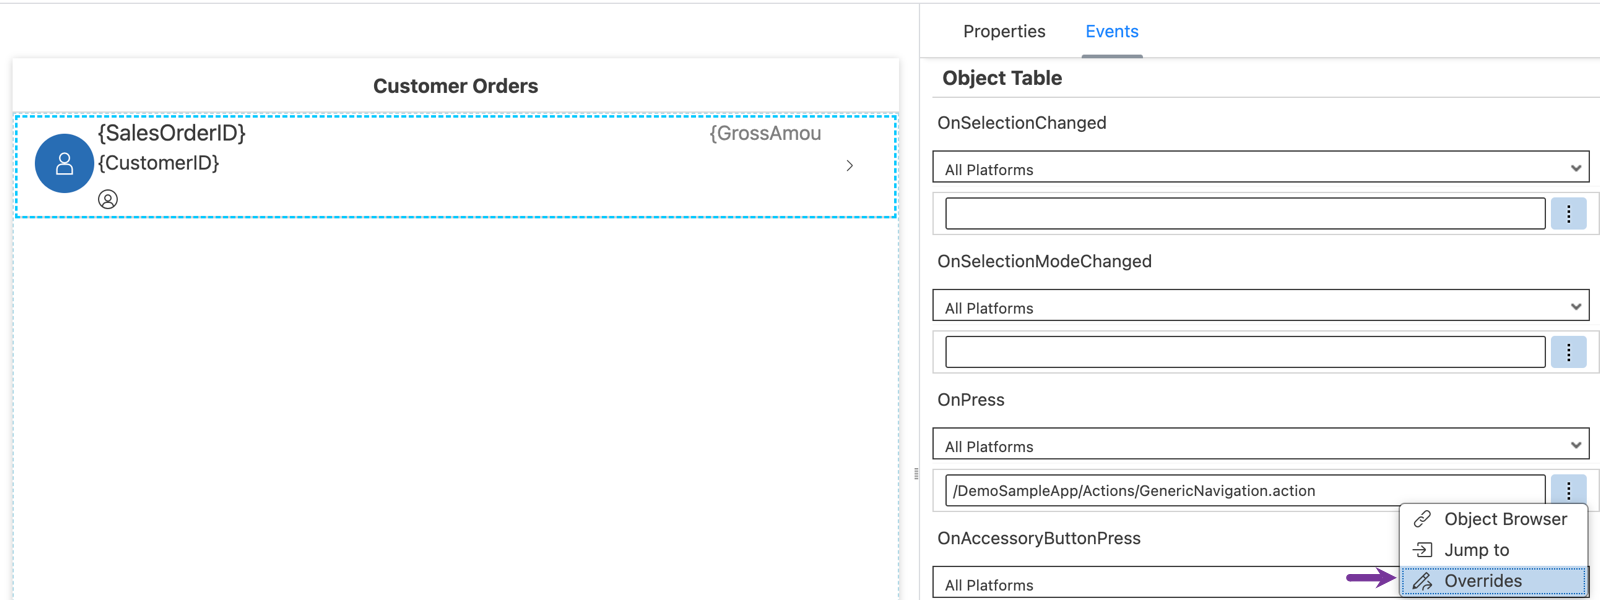 Customer Orders
{SalesOrderID}
{GrossAmou
{CustomerID}
Properties
Events
Object Table
OnSelectionChanged
All Platforms
OnSelectionModeChanged
All Platforms
OnPress
All Platforms
/DemoSampleApp/Actions/GenericNavigation.action
Object Browser
Jump to
Overrides
OnAccessoryButtonPress
All Platforms